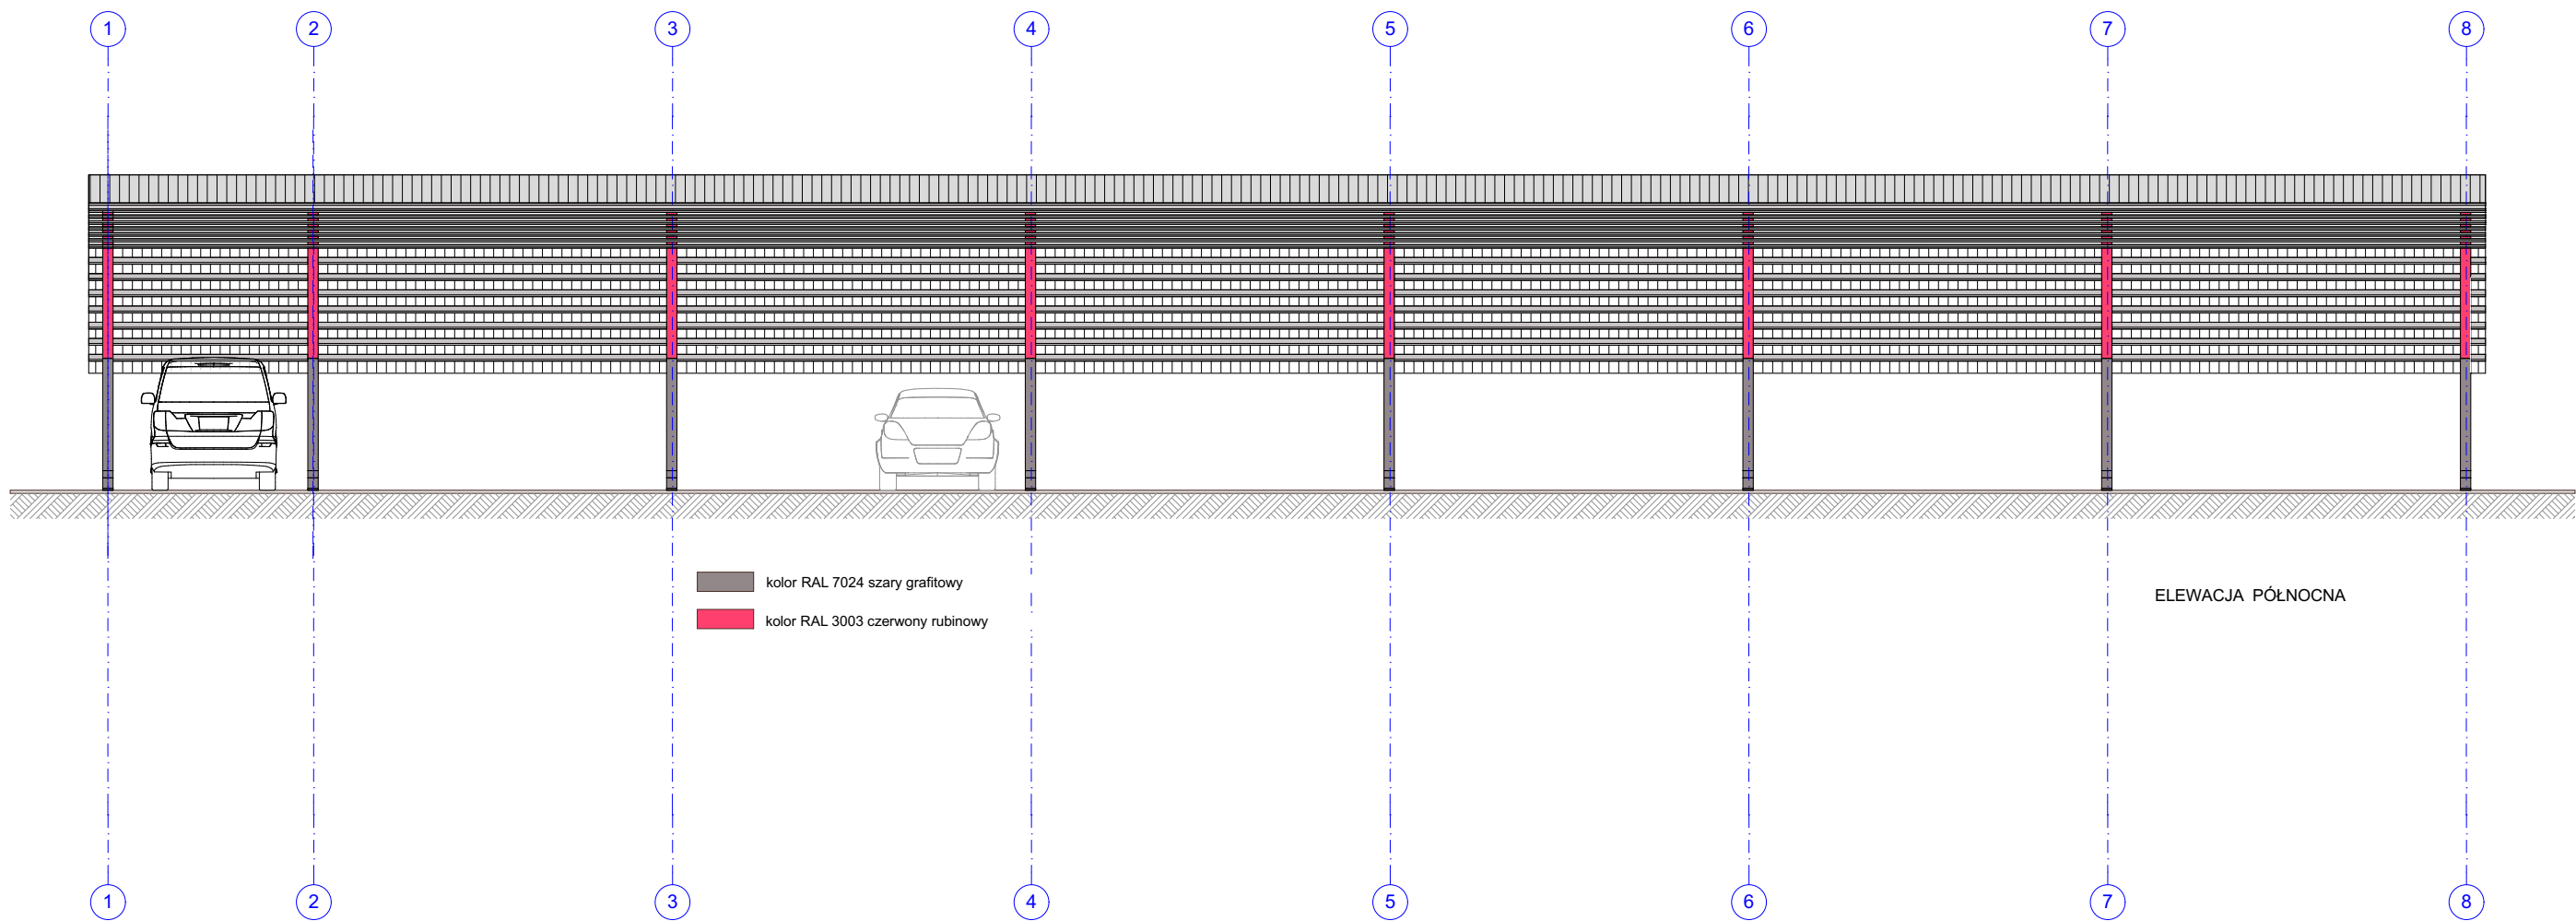 1 2 3 4 5 6 7 8
kolor RAL 7024 szary grafitowy
ELEWACJA PÓŁNOCNA
kolor RAL 3003 czerwony rubinowy
1 2 3 4 5 6 7 8